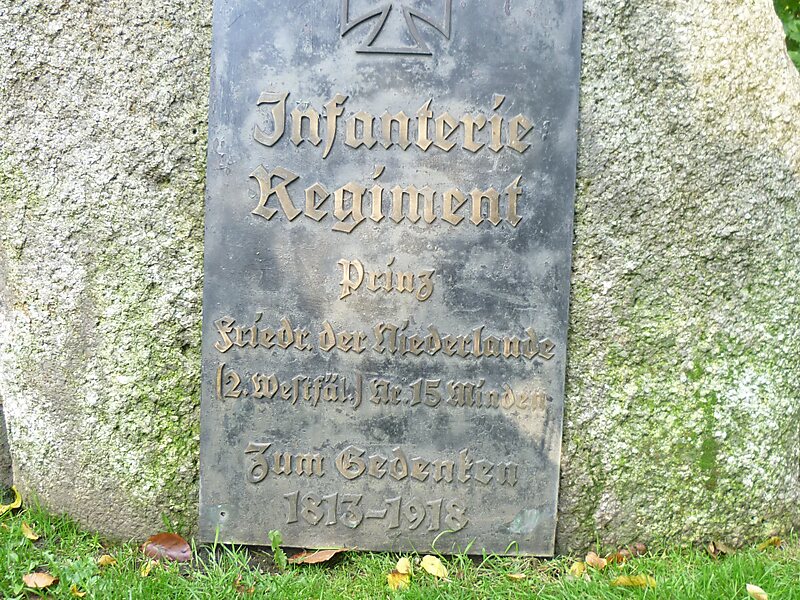 Infanterie
Regiment
Prinz
Friedr. der Niederlande
(2. Westfäl.) Nr. 15 Minden
Zum Gedenken
1813-1918